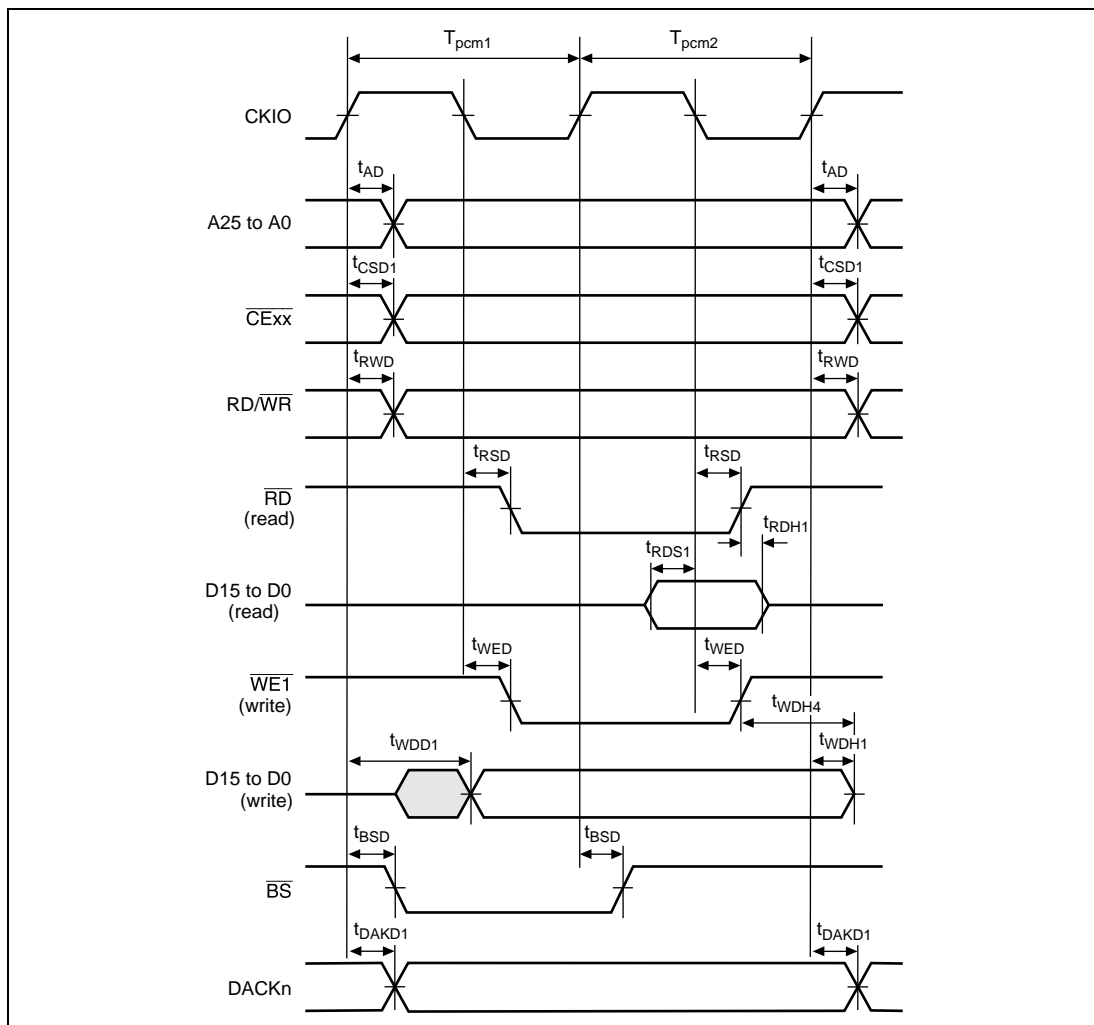 Tpcm1 Tpcm2
CKIO
tAD tAD
A25 to A0
tCSD1 tCSD1
CExx
tRWD tRWD
RD/WR
tRSD tRSD
RD
(read)
tRDH1
tRDS1
D15 to D0
(read)
tWED tWED
WE1
(write)
tWDH4
tWDD1 tWDH1
D15 to D0
(write)
tBSD tBSD
BS
tDAKD1 tDAKD1
DACKn